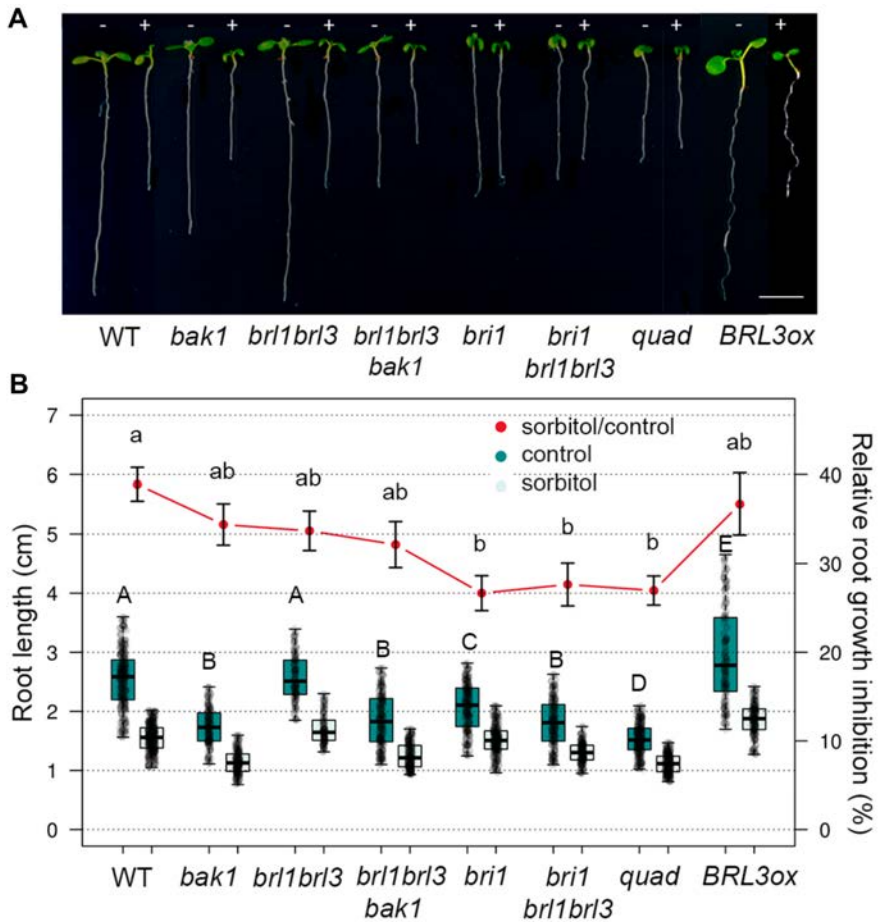 A
- + - + - + - + - + - + - + - +
WT bak1 brl1brl3 brl1brl3 bri1 bri1 quad BRL3ox
bak1 brl1brl3
B
7
6
5
4
3
2
1
0
Root length (cm)
a ab ab ab b b b ab
sorbitol/control
control
sorbitol
A B A B C B D E
40
30
20
10
0
Relative root growth inhibition (%)
WT bak1 brl1brl3 brl1brl3 bri1 bri1 quad BRL3ox
bak1 brl1brl3